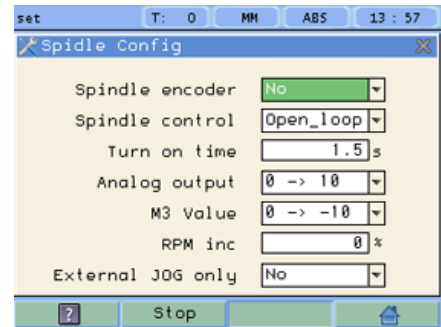 set T: 0 MM ABS 13 : 57
Spidle Config
Spindle encoder No
Spindle control Open_loop
Turn on time 1.5 s
Analog output 0 -> 10
M3 Value 0 -> -10
RPM inc 0 %
External JOG only No
? Stop